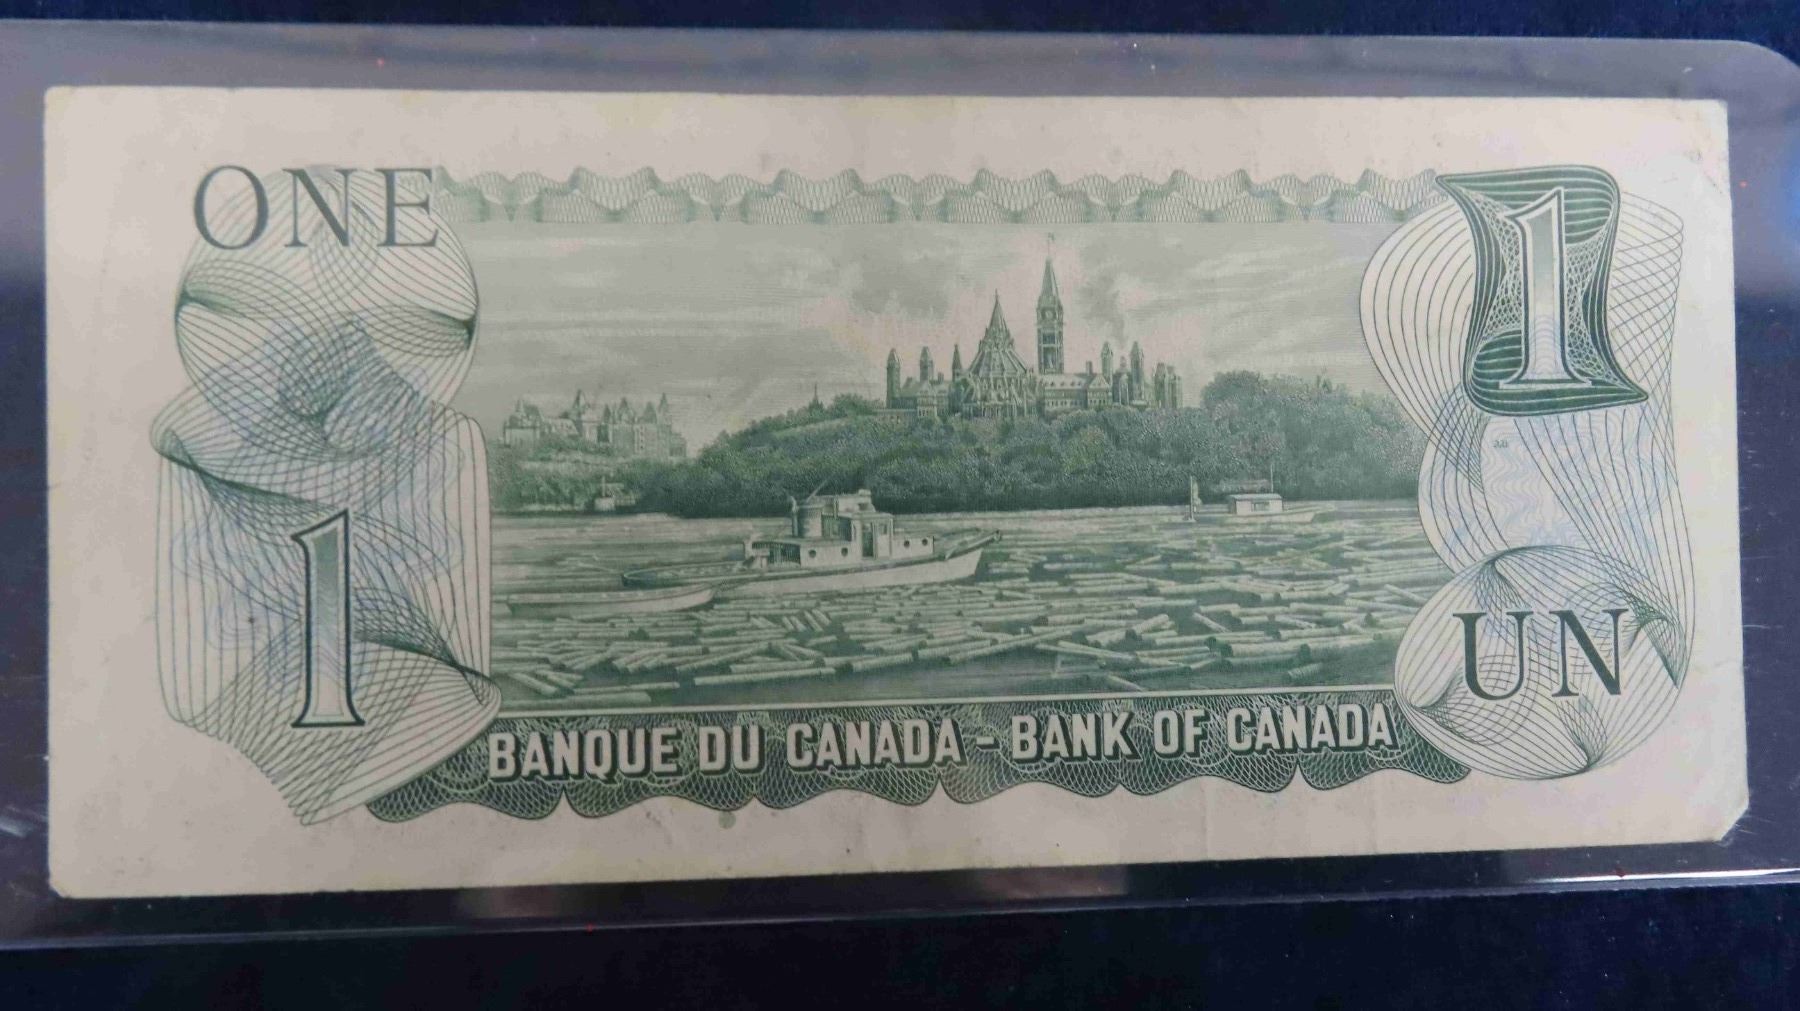 ONE
1
1
UN
BANQUE DU CANADA - BANK OF CANADA